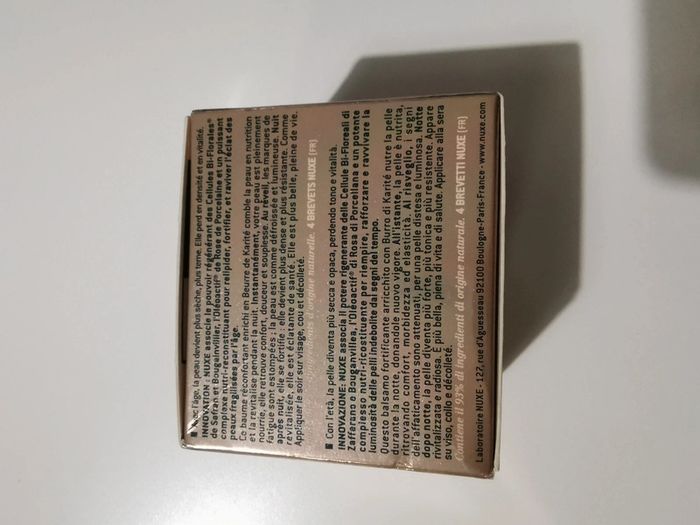 ■ Avec l'âge, la peau devient plus sèche, plus terne. Elle perd en densité et en vitalité.
INNOVATION : NUXE associe le pouvoir régénérant des Cellules Bi-Florales®
de Safran et Bougainvillier, l'Oléoactif® de Rose de Porcelaine et un puissant
complexe nutri-reconstituant pour relipider, fortifier, et raviver l'éclat des
peaux fragilisées par l'âge.
Ce baume réconfortant enrichi en Beurre de Karité comble la peau en nutrition
et la revitalise pendant la nuit. Instantanément, votre peau est pleinement
nourrie, elle retrouve confort, douceur et souplesse. Au réveil, les marques de
fatigue sont estompées : la peau est comme défroissée et lumineuse. Nuit
après nuit, elle se fortifie : elle devient plus dense et plus résistante. Comme
revitalisée, elle est éclatante de santé. Elle est plus belle, pleine de vie.
Appliquer le soir sur visage, cou et décolleté.
ingrédients d'origine naturelle. 4 BREVETS NUXE (FR)
■ Con l'età, la pelle diventa più secca e opaca, perdendo tono e vitalità.
INNOVAZIONE: NUXE associa il potere rigenerante delle Cellule Bi-Floreali di
Zafferano e Bouganvillea, l'Oleoactif® di Rosa di Porcellana e un potente
complesso nutri-ricostituente per riempire, rafforzare e ravvivare la
luminosità delle pelli indebolite dai segni del tempo.
Questo balsamo fortificante arricchito con Burro di Karité nutre la pelle
durante la notte, donandole nuovo vigore. All'istante, la pelle è nutrita,
ritrovando comfort, morbidezza ed elasticità. Al risveglio, i segni
dell'affaticamento sono attenuati, per una pelle distesa e luminosa. Notte
dopo notte, la pelle diventa più forte, più tonica e più resistente. Appare
rivitalizzata e radiosa. È più bella, piena di vita e di salute. Applicare alla sera
su viso, collo e décolleté.
Contiene il 95% di ingredienti di origine naturale. 4 BREVETTI NUXE (FR)
Laboratoire NUXE - 127, rue d'Aguesseau 92100 Boulogne-Paris-France - www.nuxe.com